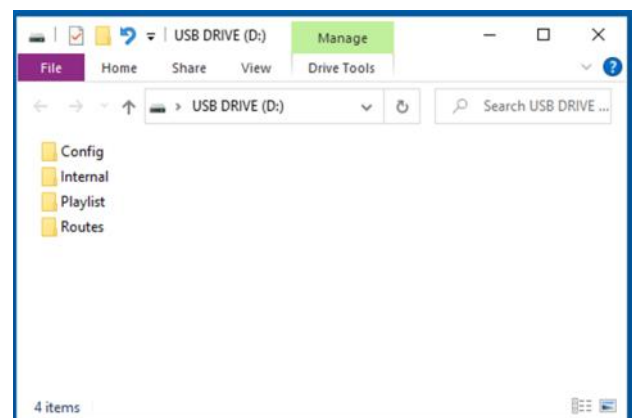 USB DRIVE (D:) Manage
File Home Share View Drive Tools
USB DRIVE (D:) Search USB DRIVE ...
Config
Internal
Playlist
Routes
4 items